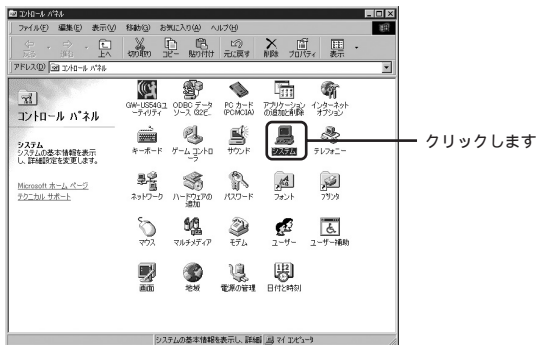 コントロール パネル
ファイル(F) 編集(E) 表示(V) 移動(G) お気に入り(A) ヘルプ(H)
戻る 進む 上へ 切り取り コピー 貼り付け 元に戻す 削除 プロパティ 表示
アドレス(D) コントロール パネル
コントロール パネル
システム
システムの基本情報を表示
し、詳細設定を変更します。
Microsoft ホーム ページ
テクニカル サポート
GW-US54G2 ユーティリティ
ODBC データ ソース (32ビ...
PC カード (PCMCIA)
アプリケーションの追加と削除
インターネット オプション
キーボード
ゲーム コントローラ
サウンド
システム
テレフォニー
ネットワーク
ハードウェアの追加
パスワード
フォント
プリンタ
マウス
マルチメディア
モデム
ユーザー
ユーザー補助
画面
地域
電源の管理
日付と時刻
クリックします
システムの基本情報を表示し、詳細 マイ コンピュータ